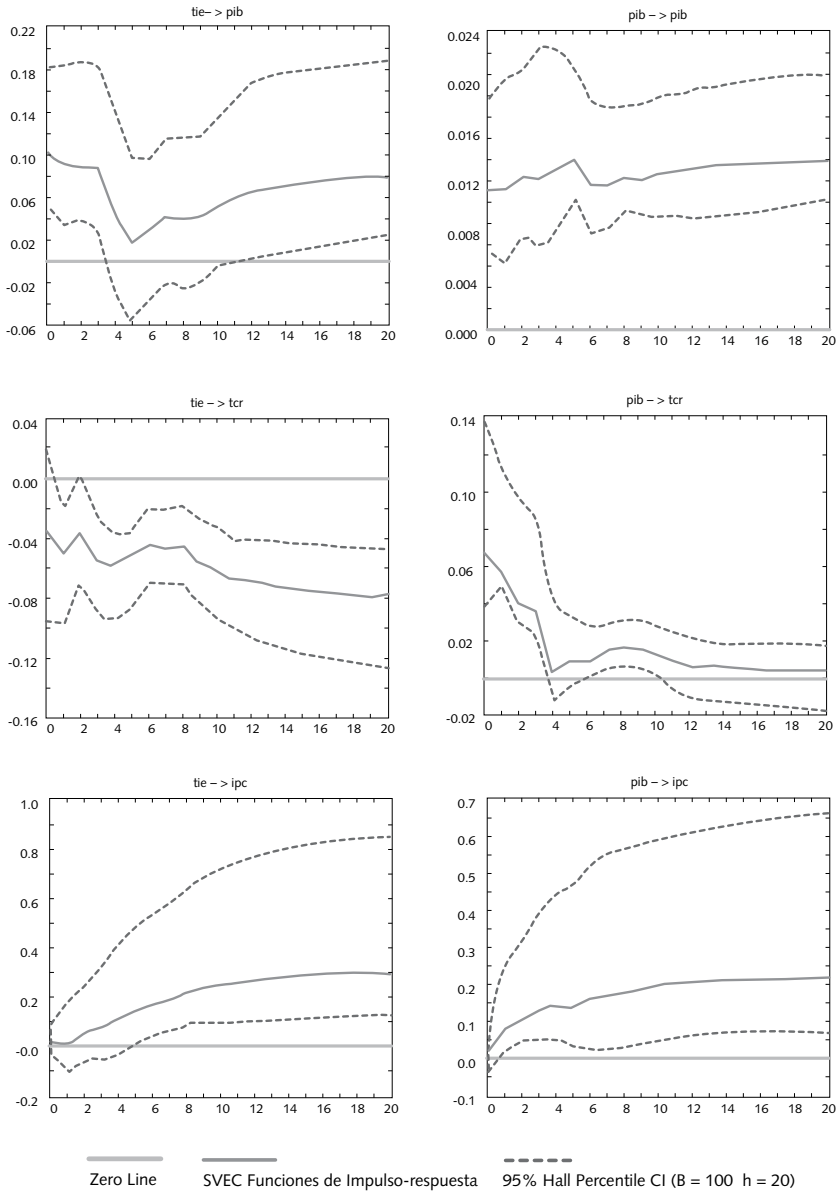 tie– > pib
0.22
0.18
0.14
0.10
0.06
0.02
-0.02
-0.06
0 2 4 6 8 10 12 14 16 18 20
pib – > pib
0.024
0.020
0.016
0.012
0.008
0.004
0.000
0 2 4 6 8 10 12 14 16 18 20
tie – > tcr
0.04
0.00
-0.04
-0.08
-0.12
-0.16
0 2 4 6 8 10 12 14 16 18 20
pib – > tcr
0.14
0.10
0.06
0.02
-0.02
0 2 4 6 8 10 12 14 16 18 20
tie – > ipc
1.0
0.8
0.6
0.4
0.2
-0.0
-0.2
0 2 4 6 8 10 12 14 16 18 20
pib – > ipc
0.7
0.6
0.5
0.4
0.3
0.2
0.1
0.0
-0.1
0 2 4 6 8 10 12 14 16 18 20
Zero Line
SVEC Funciones de Impulso-respuesta
95% Hall Percentile CI (B = 100 h = 20)